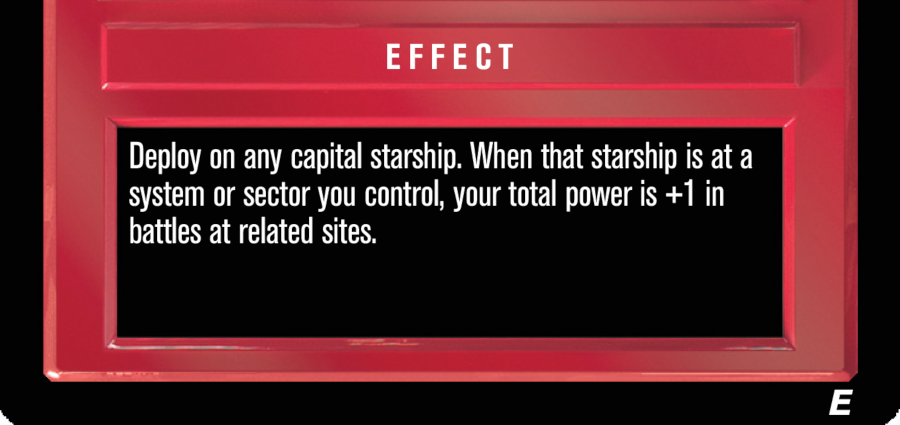 EFFECT
Deploy on any capital starship. When that starship is at a
system or sector you control, your total power is +1 in
battles at related sites.
E